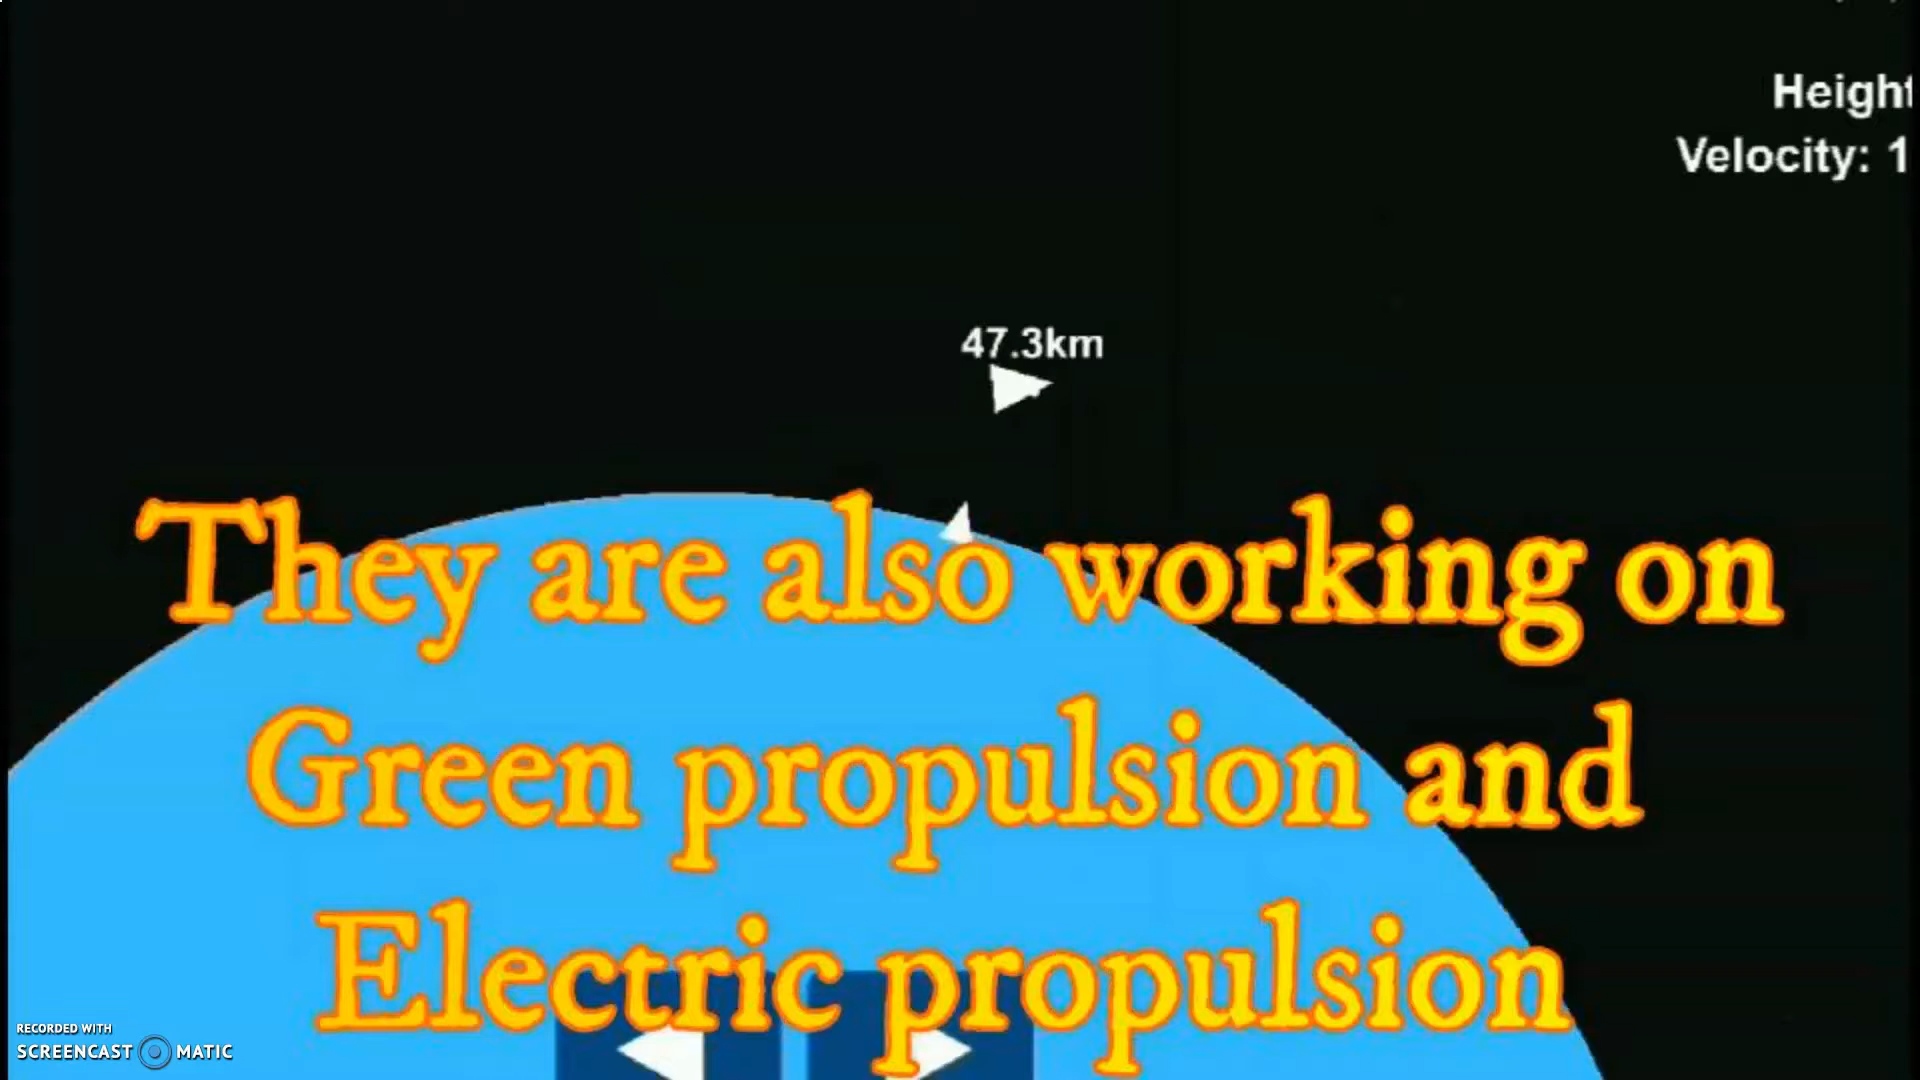 Height
Velocity: 1
47.3km
They are also working on
Green propulsion and
Electric propulsion
RECORDED WITH
SCREENCAST MATIC